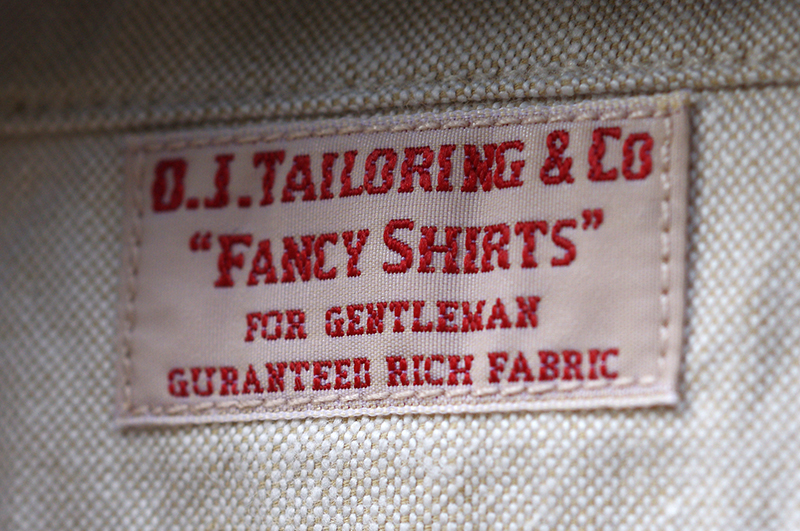 O.J.TAILORING & CO
“FANCY SHIRTS”
FOR GENTLEMAN
GURANTEED RICH FABRIC